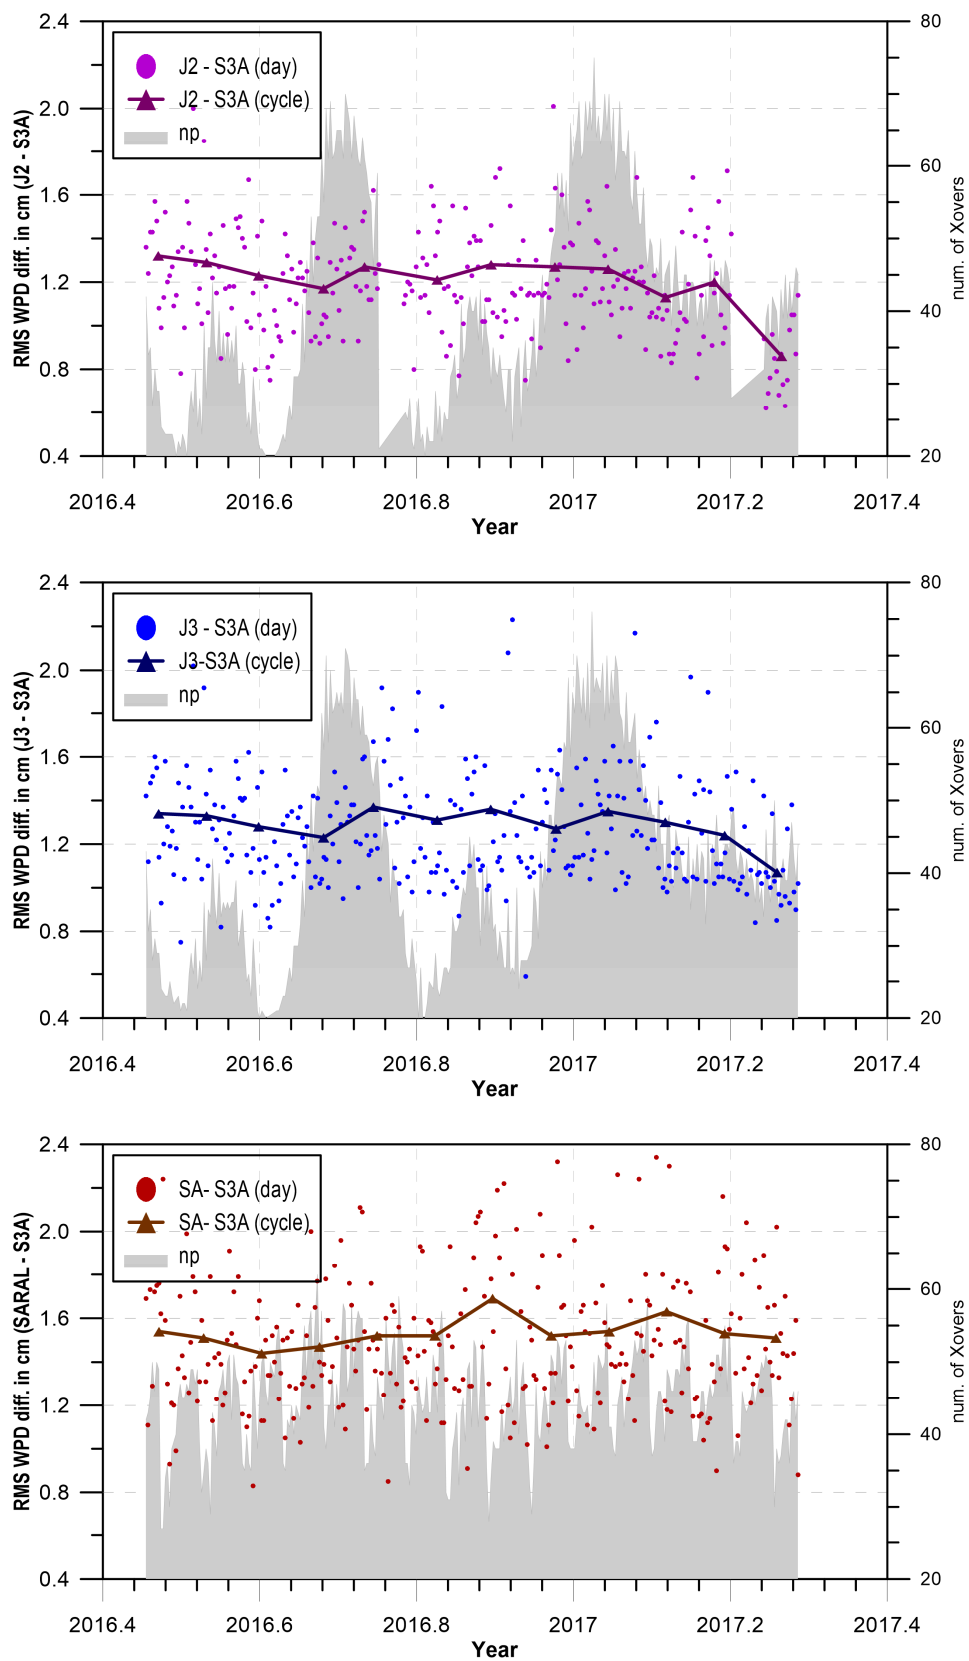 2.4
2.0
1.6
1.2
0.8
0.4
RMS WPD diff. in cm (J2 - S3A)
J2 - S3A (day)
J2 - S3A (cycle)
np
80
60
40
20
num. of Xovers
2016.4 2016.6 2016.8 2017 2017.2 2017.4
Year
2.4
2.0
1.6
1.2
0.8
0.4
RMS WPD diff. in cm (J3 - S3A)
J3 - S3A (day)
J3-S3A (cycle)
np
80
60
40
20
num. of Xovers
2016.4 2016.6 2016.8 2017 2017.2 2017.4
Year
2.4
2.0
1.6
1.2
0.8
0.4
RMS WPD diff. in cm (SARAL - S3A)
SA- S3A (day)
SA- S3A (cycle)
np
80
60
40
20
num. of Xovers
2016.4 2016.6 2016.8 2017 2017.2 2017.4
Year